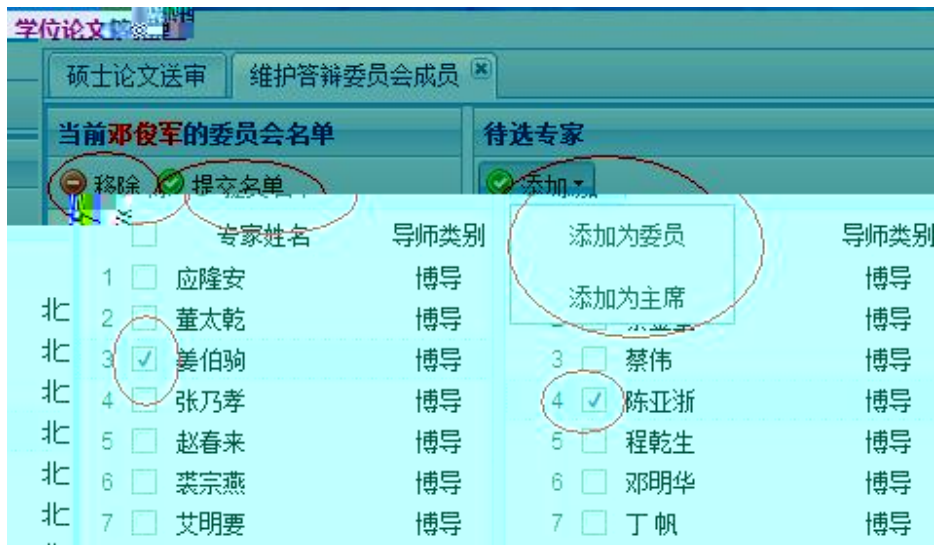 学位论文
硕士论文送审 维护答辩委员会成员
当前邓俊军的委员会名单 待选专家
移除 提交名单 添加
专家姓名 导师类别 添加为委员 导师类别
1 应隆安 博导 博导
添加为主席
北 2 董太乾 博导 博导
北 3 姜伯驹 博导 3 蔡伟 博导
北 4 张乃孝 博导 4 陈亚浙 博导
北 5 赵春来 博导 5 程乾生 博导
北 6 裘宗燕 博导 6 邓明华 博导
北 7 艾明要 博导 7 丁帆 博导